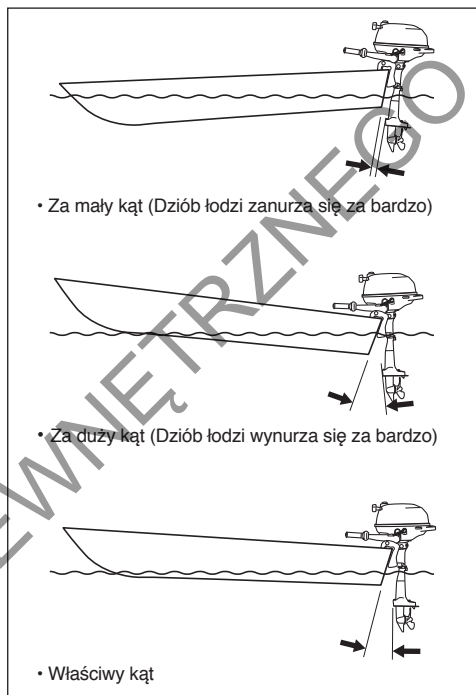 • Za mały kąt (Dziób łodzi zanurza się za bardzo)
• Za duży kąt (Dziób łodzi wynurza się za bardzo)
• Właściwy kąt
EWNĘTRZNEGO